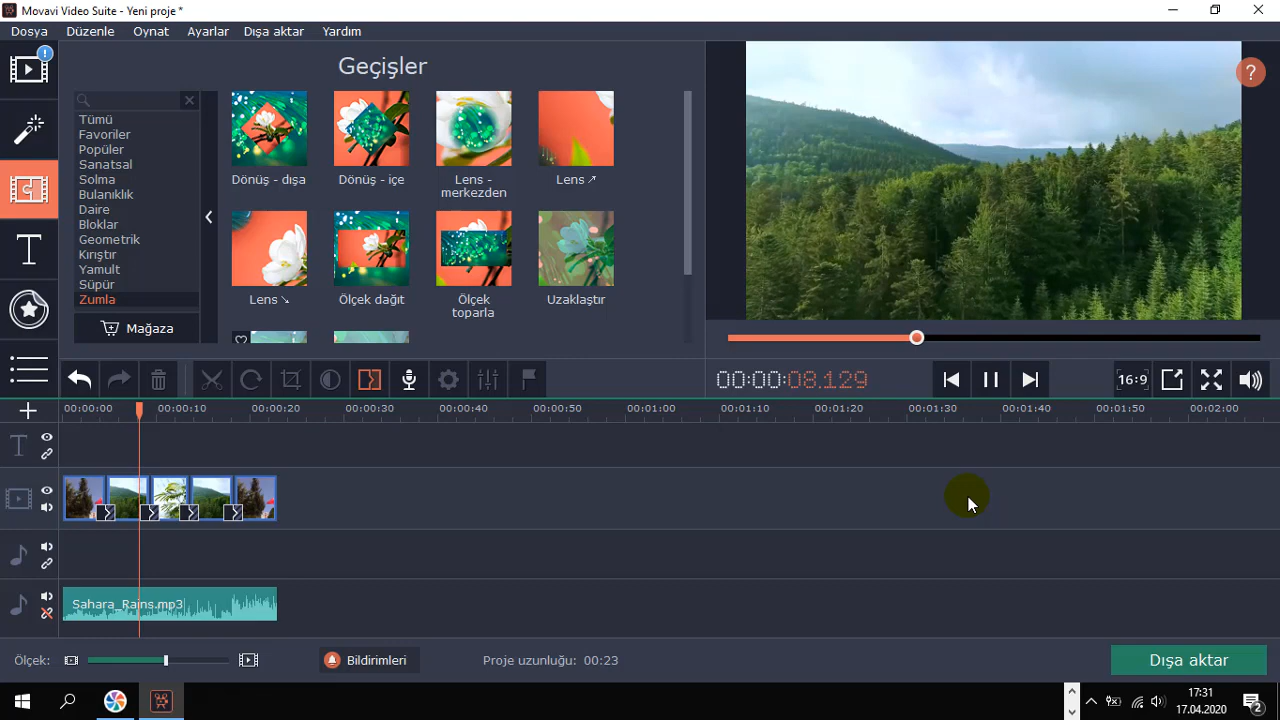 Movavi Video Suite - Yeni proje *
Dosya Düzenle Oynat Ayarlar Dışa aktar Yardım
Geçişler
Tümü
Favoriler
Popüler
Sanatsal
Solma
Bulanıklık
Daire
Bloklar
Geometrik
Kırıştır
Yamult
Süpür
Zumla
Mağaza
Dönüş - dışa
Dönüş - içe
Lens - merkezden
Lens ↗
Lens ↘
Ölçek dağıt
Ölçek toparla
Uzaklaştır
?
00:00:08.129
16:9
00:00:00 00:00:10 00:00:20 00:00:30 00:00:40 00:00:50 00:01:00 00:01:10 00:01:20 00:01:30 00:01:40 00:01:50 00:02:00
Sahara_Rains.mp3
Ölçek:
Bildirimleri
Proje uzunluğu: 00:23
Dışa aktar
17:31
17.04.2020
2